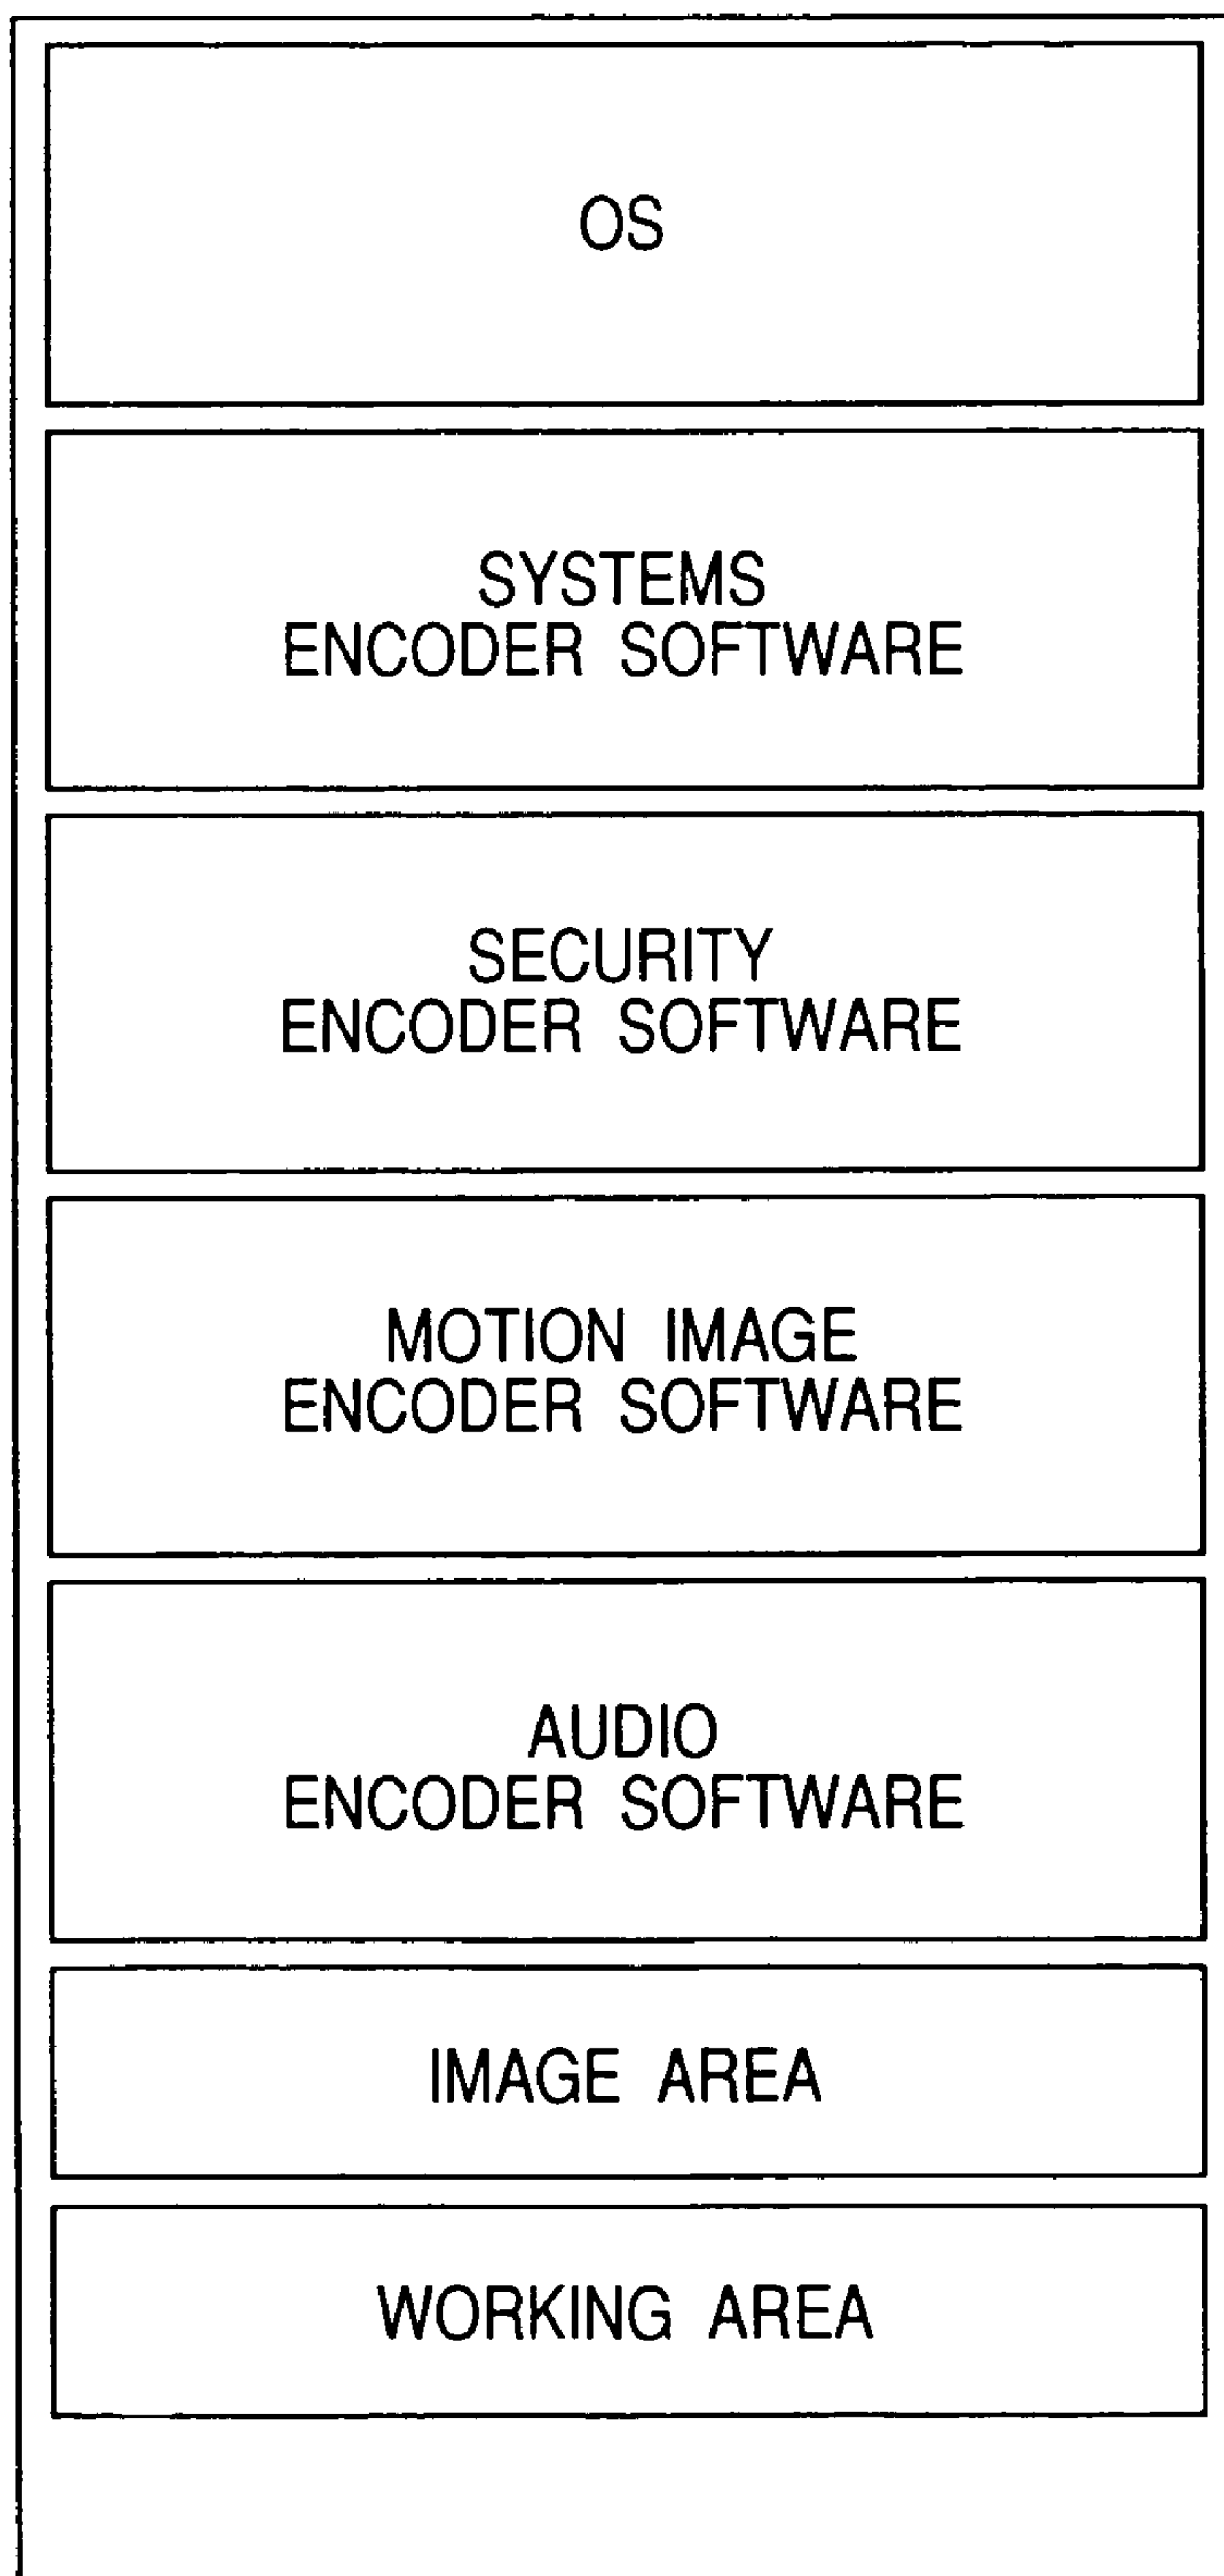 OS
SYSTEMS
ENCODER SOFTWARE
SECURITY
ENCODER SOFTWARE
MOTION IMAGE
ENCODER SOFTWARE
AUDIO
ENCODER SOFTWARE
IMAGE AREA
WORKING AREA